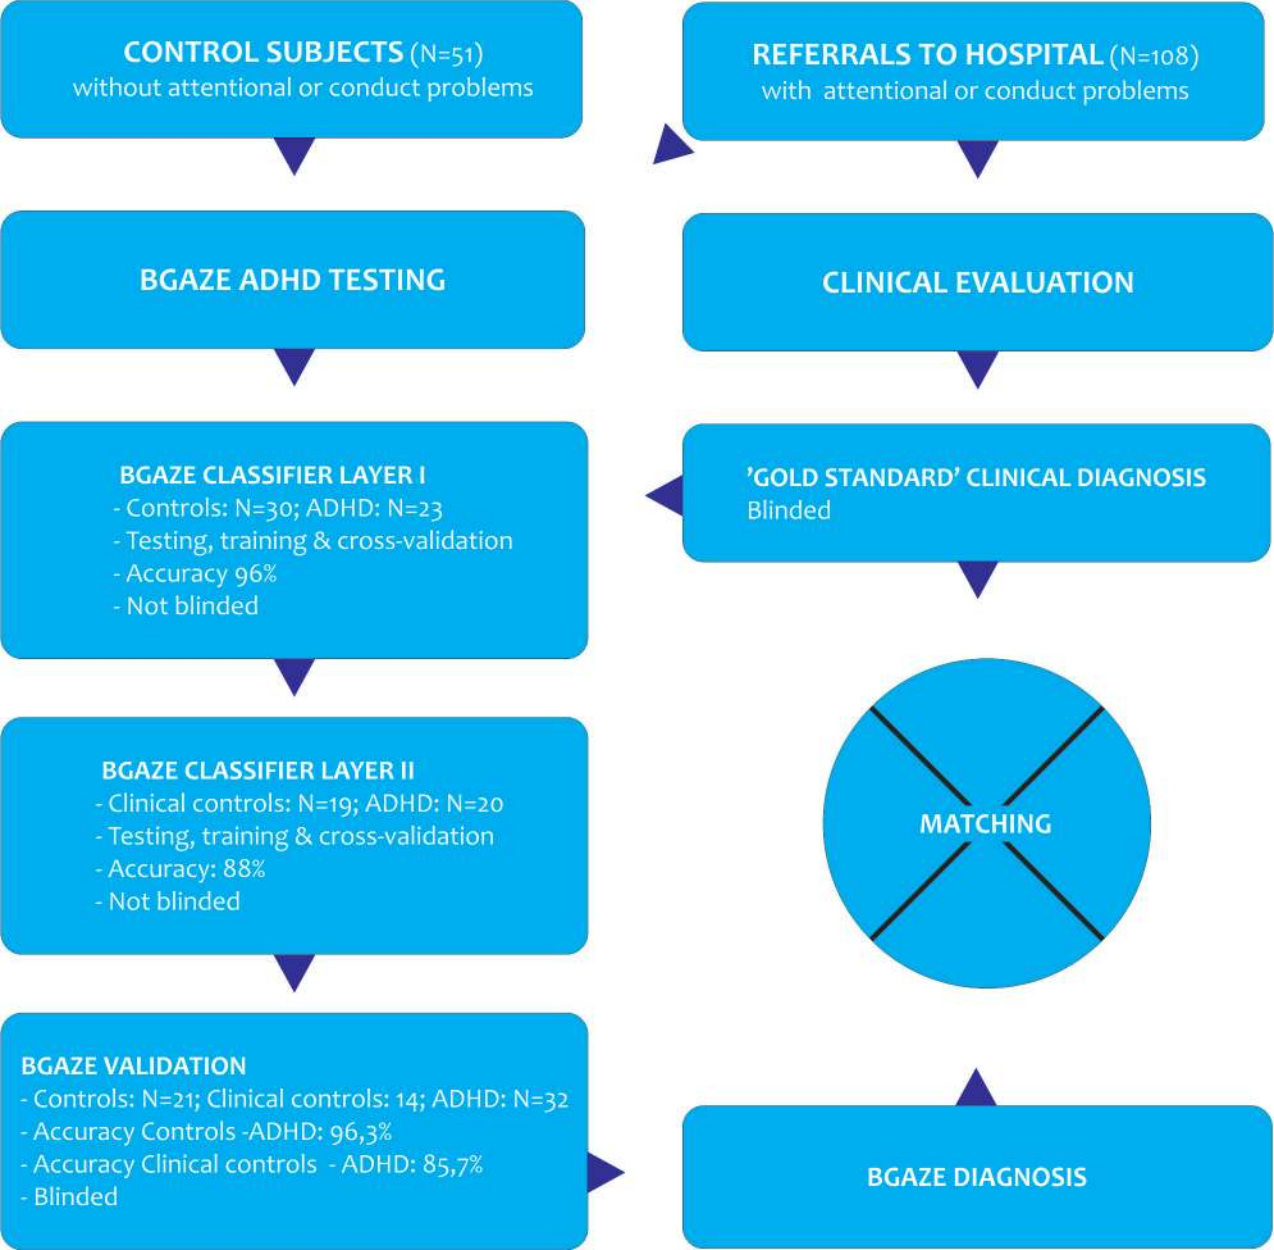 CONTROL SUBJECTS (N=51)
without attentional or conduct problems
REFERRALS TO HOSPITAL (N=108)
with attentional or conduct problems
BGAZE ADHD TESTING
CLINICAL EVALUATION
BGAZE CLASSIFIER LAYER I
- Controls: N=30; ADHD: N=23
- Testing, training & cross-validation
- Accuracy 96%
- Not blinded
'GOLD STANDARD' CLINICAL DIAGNOSIS
Blinded
BGAZE CLASSIFIER LAYER II
- Clinical controls: N=19; ADHD: N=20
- Testing, training & cross-validation
- Accuracy: 88%
- Not blinded
MATCHING
BGAZE VALIDATION
- Controls: N=21; Clinical controls: 14; ADHD: N=32
- Accuracy Controls -ADHD: 96,3%
- Accuracy Clinical controls - ADHD: 85,7%
- Blinded
BGAZE DIAGNOSIS